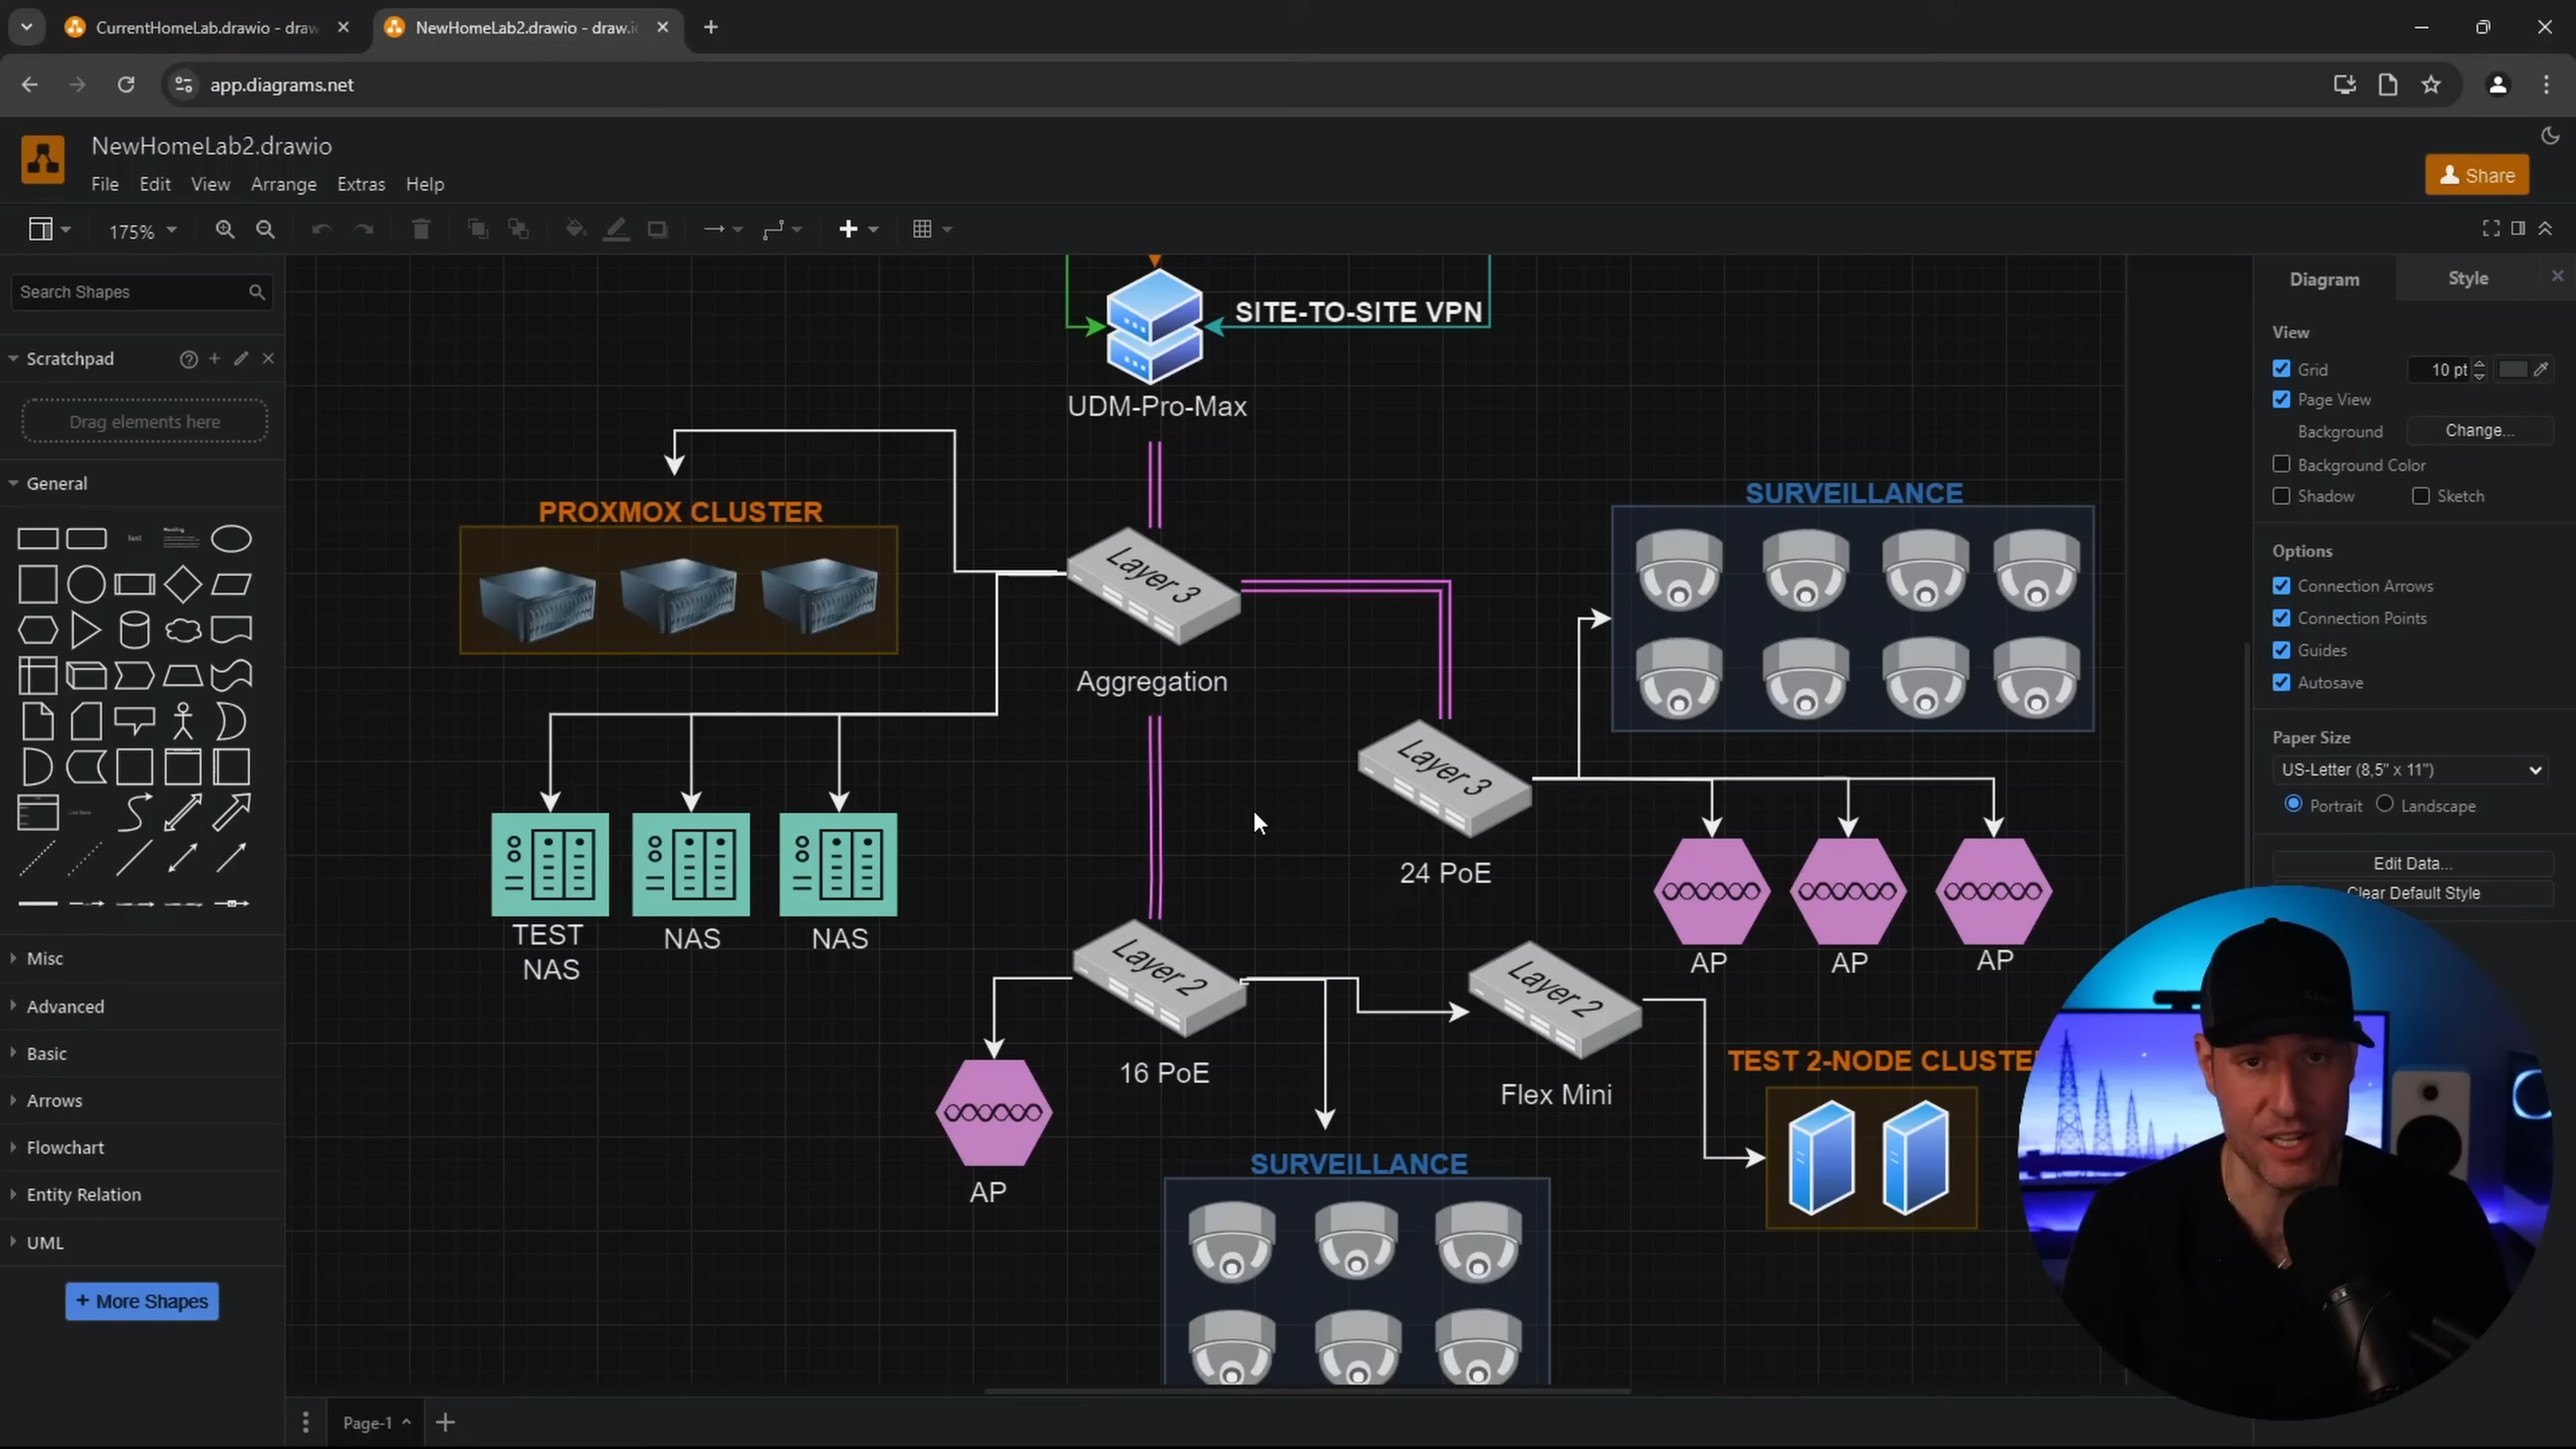 CurrentHomeLab.drawio - draw
NewHomeLab2.drawio - draw.i
app.diagrams.net
NewHomeLab2.drawio
File Edit View Arrange Extras Help
Share
175%
Search Shapes
Scratchpad
Drag elements here
General
Text
Misc
Advanced
Basic
Arrows
Flowchart
Entity Relation
UML
+ More Shapes
SITE-TO-SITE VPN
UDM-Pro-Max
PROXMOX CLUSTER
Layer 3
Aggregation
SURVEILLANCE
Layer 3
24 PoE
TEST
NAS
NAS
NAS
AP
AP
AP
Layer 2
16 PoE
Layer 2
Flex Mini
AP
TEST 2-NODE CLUSTE
SURVEILLANCE
Diagram
Style
View
Grid
10 pt
Page View
Background
Change...
Background Color
Shadow
Sketch
Options
Connection Arrows
Connection Points
Guides
Autosave
Paper Size
US-Letter (8,5" x 11")
Portrait
Landscape
Edit Data...
Clear Default Style
Page-1